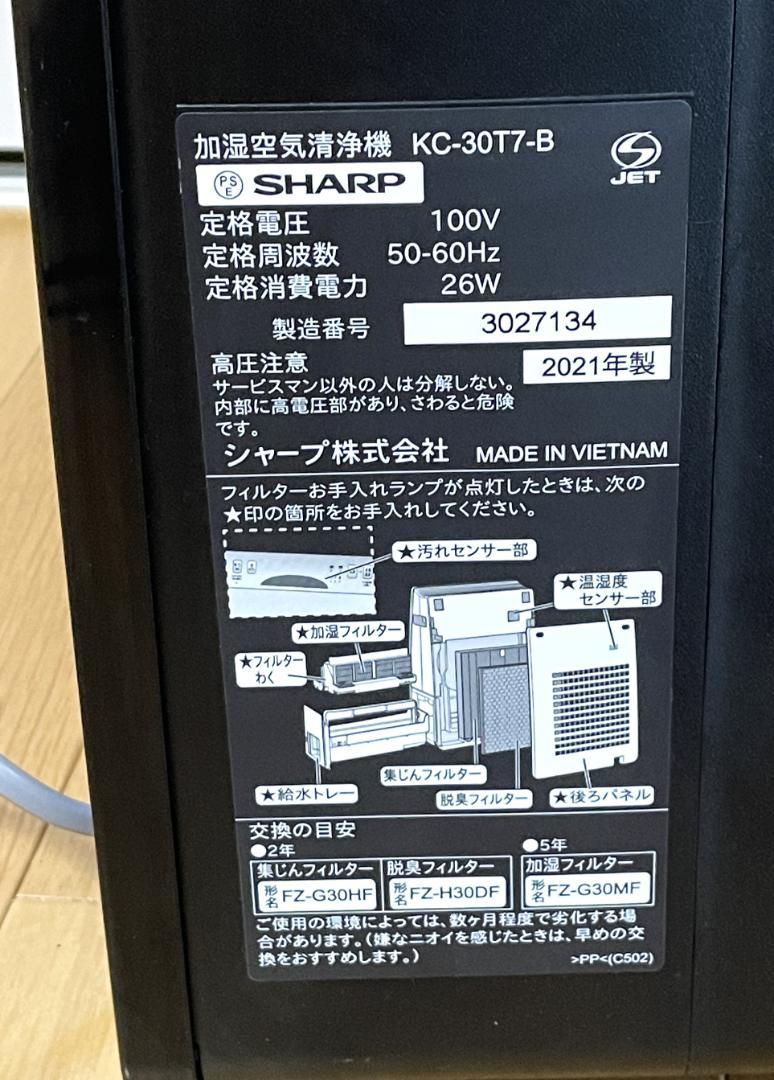 加湿空気清浄機 KC-30T7-B
PS
E
SHARP
JET
定格電圧 100V
定格周波数 50-60Hz
定格消費電力 26W
製造番号 3027134
高圧注意 2021年製
サービスマン以外の人は分解しない。
内部に高電圧部があり、さわると危険
です。
シャープ株式会社 MADE IN VIETNAM
フィルターお手入れランプが点灯したときは、次の
★印の箇所をお手入れしてください。
★汚れセンサー部
★温湿度
センサー部
★加湿フィルター
★フィルター
わく
集じんフィルター
★給水トレー
脱臭フィルター
★後ろパネル
交換の目安
●2年 ●5年
集じんフィルター 脱臭フィルター 加湿フィルター
形名 FZ-G30HF 形名 FZ-H30DF 形名 FZ-G30MF
ご使用の環境によっては、数ヶ月程度で劣化する場
合があります。(嫌なニオイを感じたときは、早めの交
換をおすすめします。)
>PP<(C502)